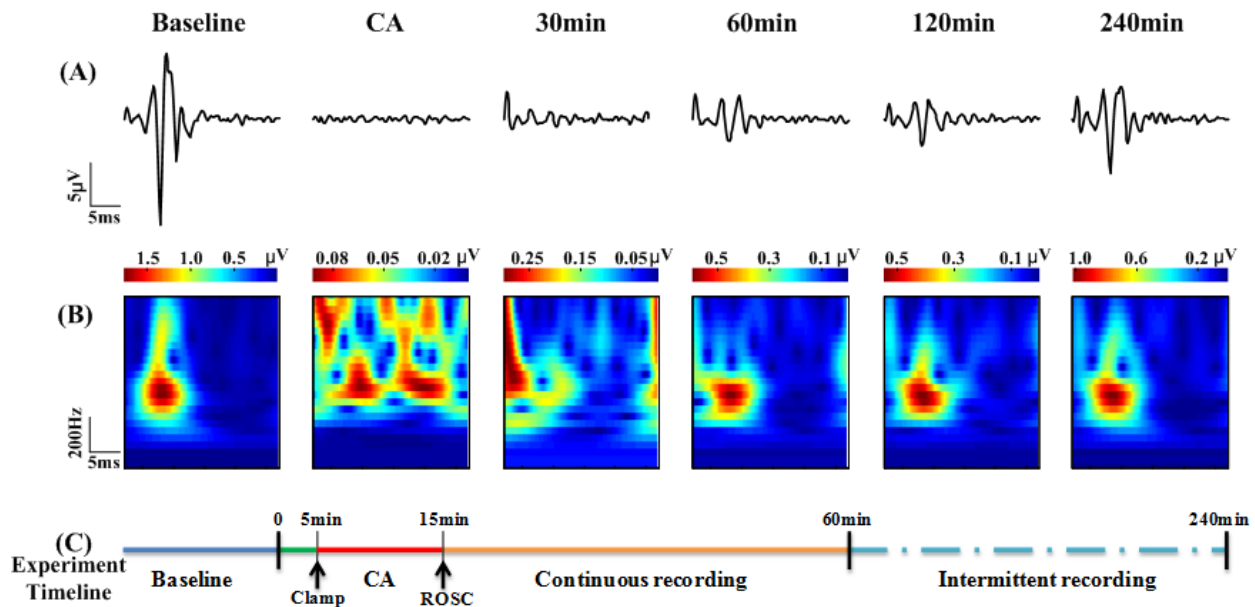 Baseline CA 30min 60min 120min 240min
(A)
5μV
5ms
1.5 1.0 0.5 μV
0.08 0.05 0.02 μV
0.25 0.15 0.05 μV
0.5 0.3 0.1 μV
0.5 0.3 0.1 μV
1.0 0.6 0.2 μV
(B)
200Hz
5ms
0 5min 15min 60min 240min
(C)
Experiment
Timeline
Baseline CA Continuous recording Intermittent recording
Clamp ROSC